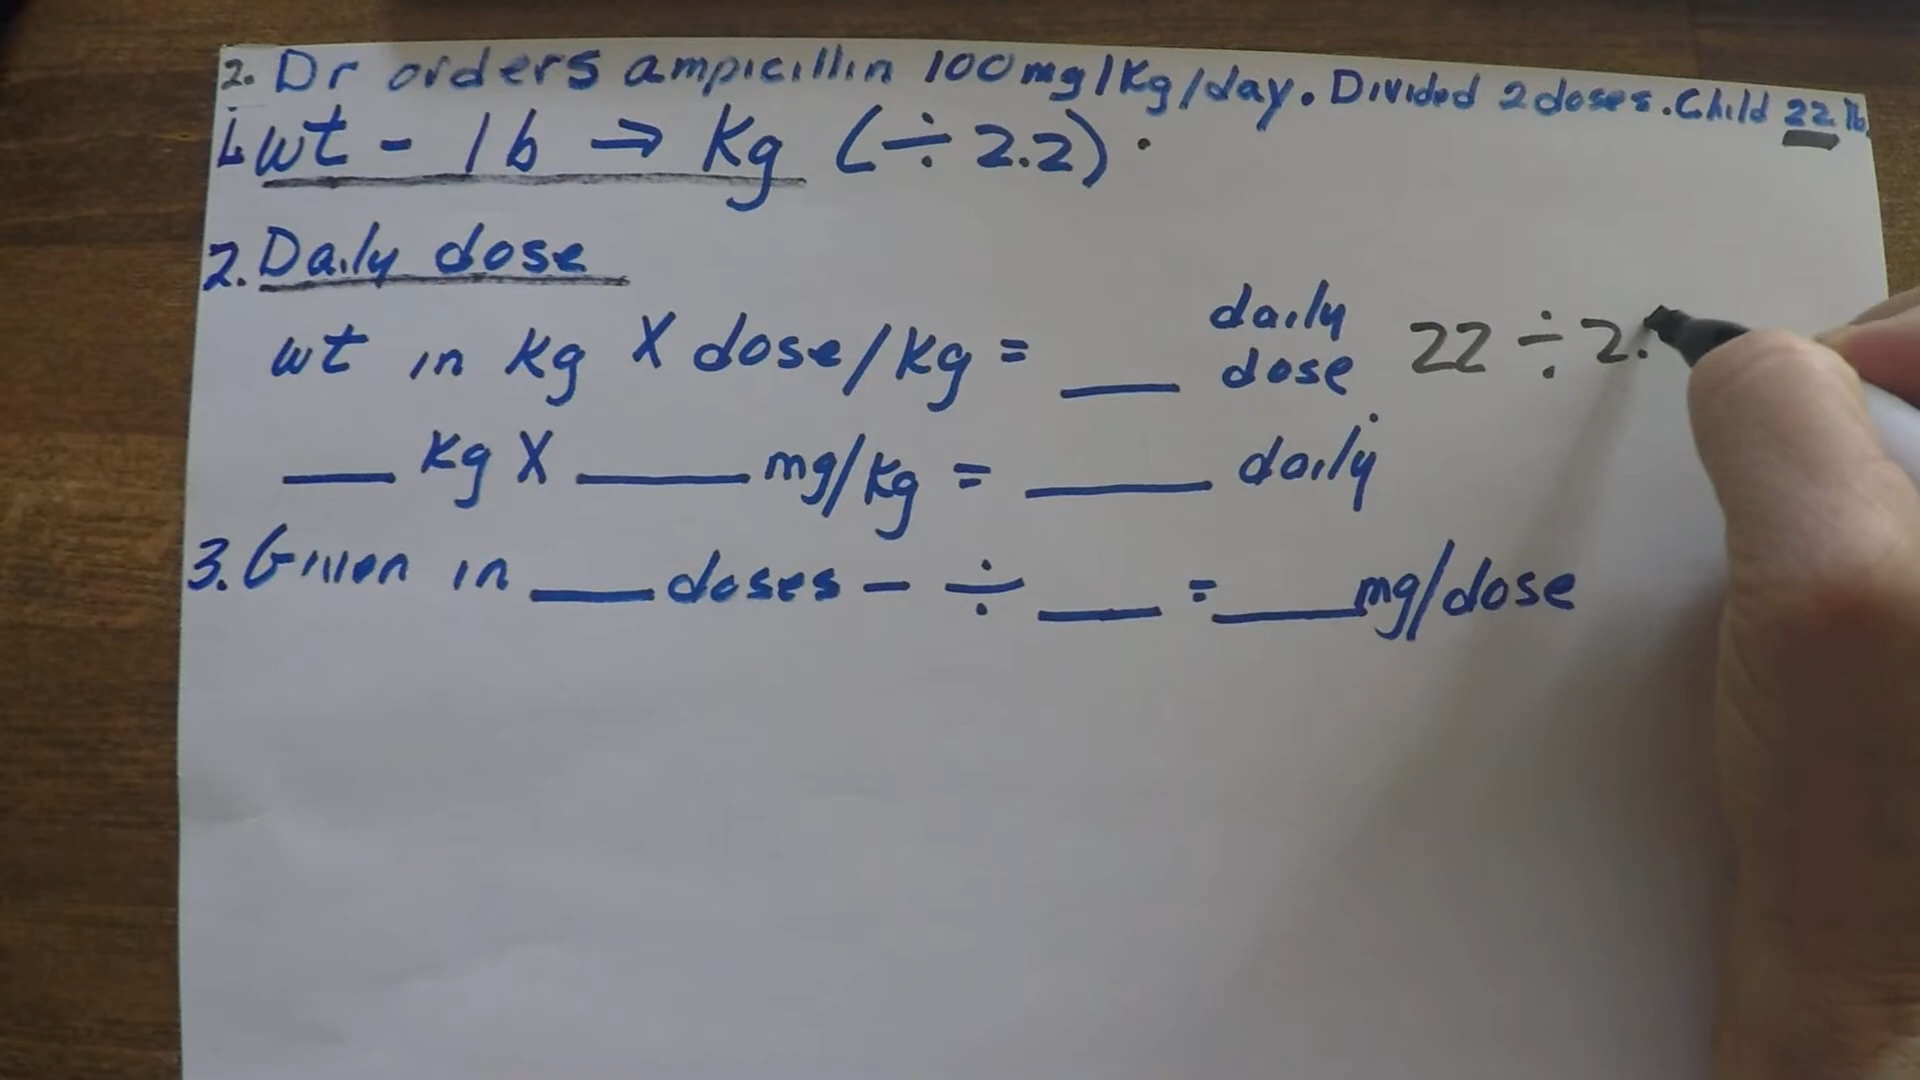 2. Dr orders ampicillin 100mg/kg/day. Divided 2 doses. Child 22 lb.
1. wt - lb → Kg (÷2.2)
2. Daily dose
wt in kg X dose/kg = ___ daily dose 22 ÷ 2.
___ kg X ___ mg/kg = ___ daily
3. Given in ___ doses - ÷ ___ = ___ mg/dose